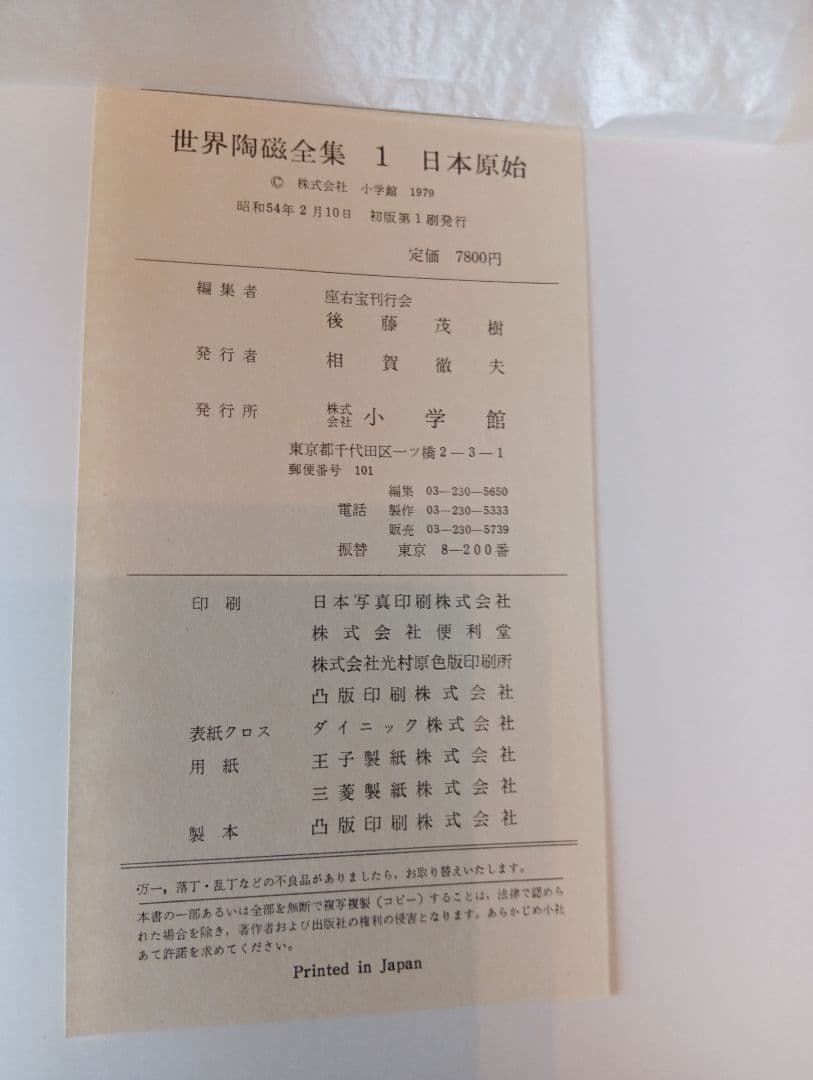 世界陶磁全集 1 日本原始
© 株式会社 小学館 1979
昭和54年2月10日 初版第1刷発行
定価 7800円
編集者 座右宝刊行会
後藤茂樹
発行者 相賀徹夫
発行所 株式会社 小学館
東京都千代田区一ツ橋2―3―1
郵便番号 101
編集 03―230―5650
電話 製作 03―230―5333
販売 03―230―5739
振替 東京 8―200番
印刷 日本写真印刷株式会社
株式会社便利堂
株式会社光村原色版印刷所
凸版印刷株式会社
表紙クロス ダイニック株式会社
用紙 王子製紙株式会社
三菱製紙株式会社
製本 凸版印刷株式会社
・万一,落丁・乱丁などの不良品がありましたら,お取り替えいたします。
本書の一部あるいは全部を無断で複写複製(コピー)することは,法律で認めら
れた場合を除き,著作者および出版社の権利の侵害となります。あらかじめ小社
あて許諾を求めてください。
Printed in Japan